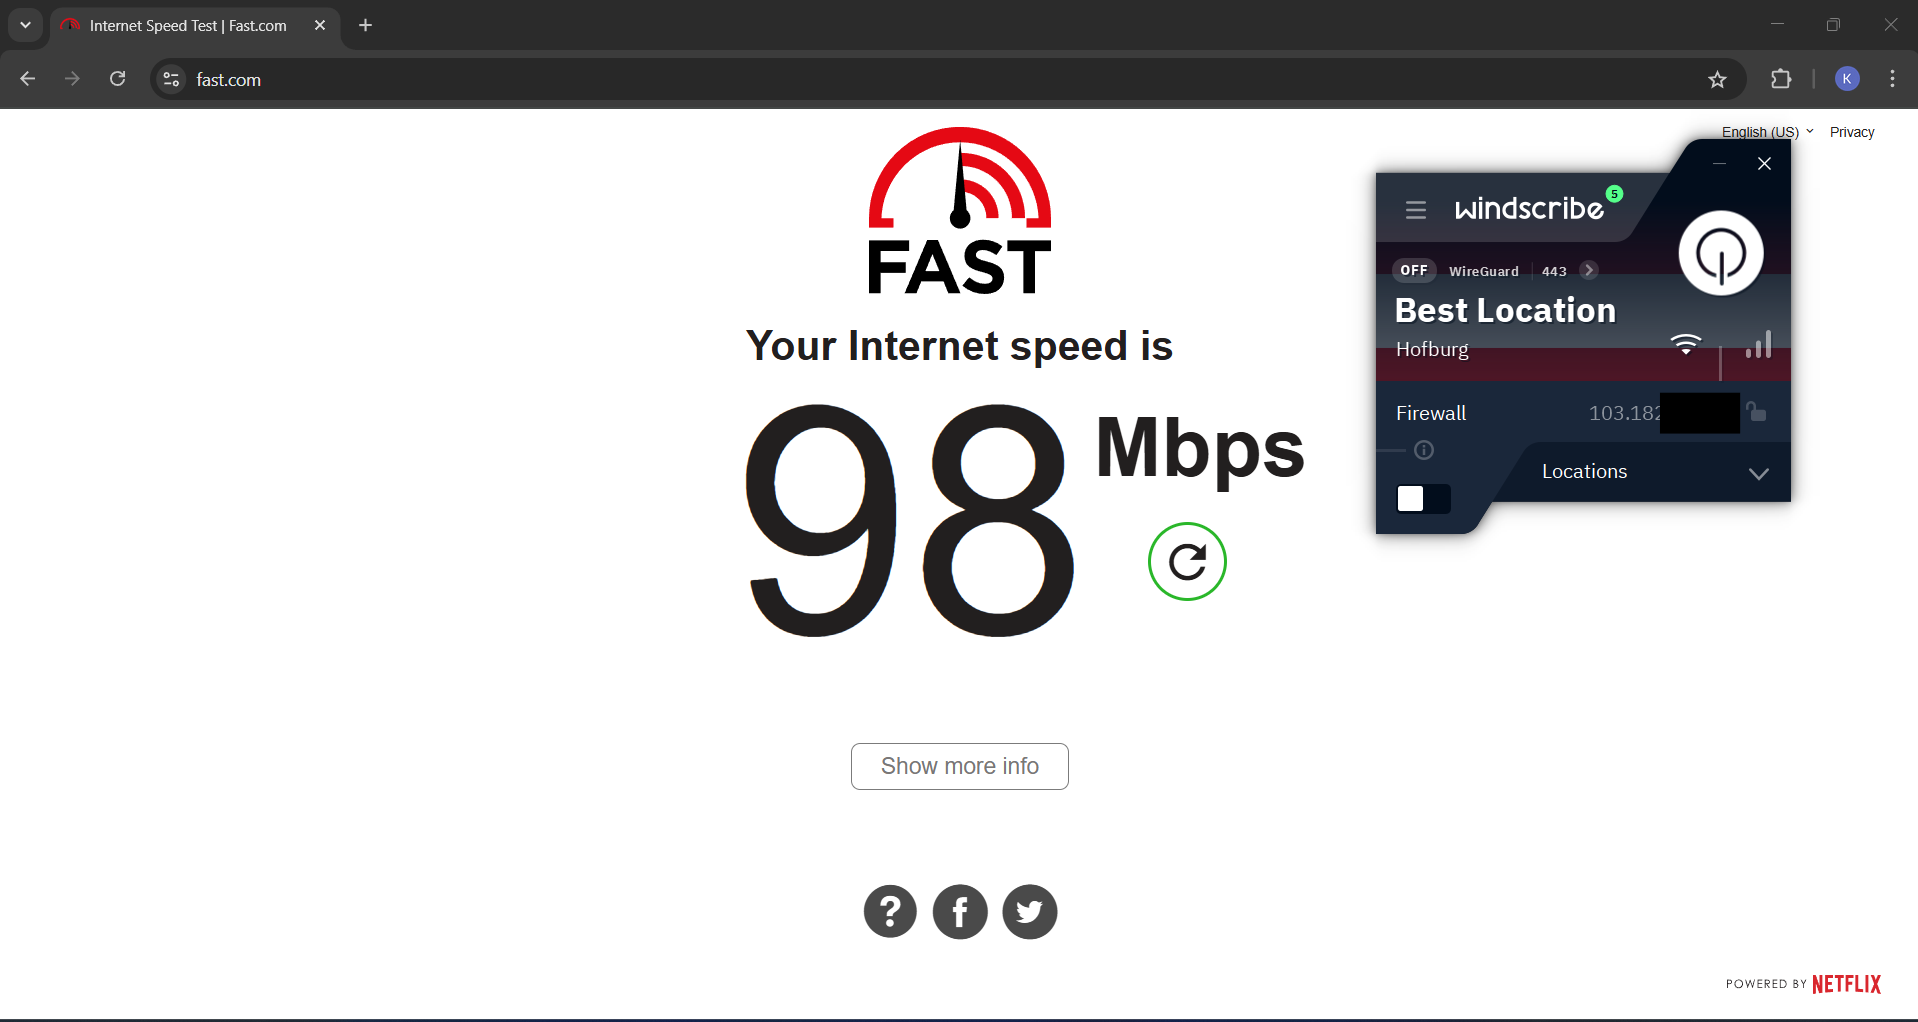 Internet Speed Test | Fast.com
fast.com
K
English (US)
Privacy
FAST
Your Internet speed is
98 Mbps
Show more info
?
f
POWERED BY NETFLIX
windscribe
5
OFF WireGuard 443
Best Location
Hofburg
Firewall 103.182
Locations